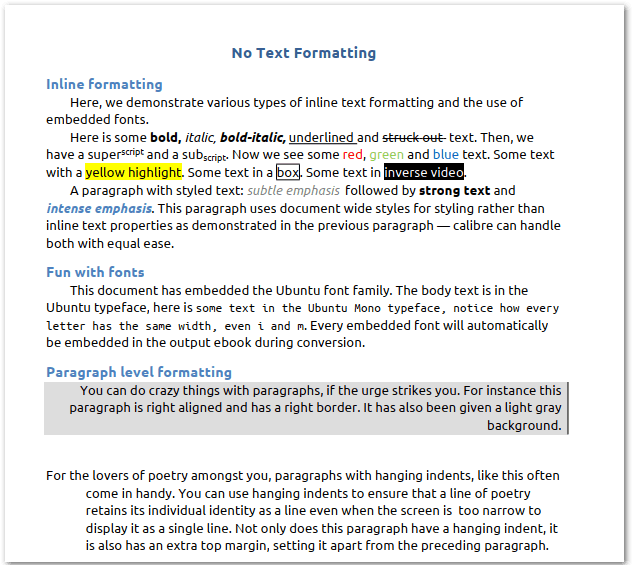 No Text Formatting
Inline formatting
Here, we demonstrate various types of inline text formatting and the use of
embedded fonts.
Here is some bold, italic, bold-italic, underlined and struck out text. Then, we
have a superscript and a subscript. Now we see some red, green and blue text. Some text
with a yellow highlight. Some text in a box. Some text in inverse video.
A paragraph with styled text: subtle emphasis followed by strong text and
intense emphasis. This paragraph uses document wide styles for styling rather than
inline text properties as demonstrated in the previous paragraph — calibre can handle
both with equal ease.
Fun with fonts
This document has embedded the Ubuntu font family. The body text is in the
Ubuntu typeface, here is some text in the Ubuntu Mono typeface, notice how every
letter has the same width, even i and m. Every embedded font will automatically
be embedded in the output ebook during conversion.
Paragraph level formatting
You can do crazy things with paragraphs, if the urge strikes you. For instance this
paragraph is right aligned and has a right border. It has also been given a light gray
background.
For the lovers of poetry amongst you, paragraphs with hanging indents, like this often
come in handy. You can use hanging indents to ensure that a line of poetry
retains its individual identity as a line even when the screen is too narrow to
display it as a single line. Not only does this paragraph have a hanging indent, it
is also has an extra top margin, setting it apart from the preceding paragraph.